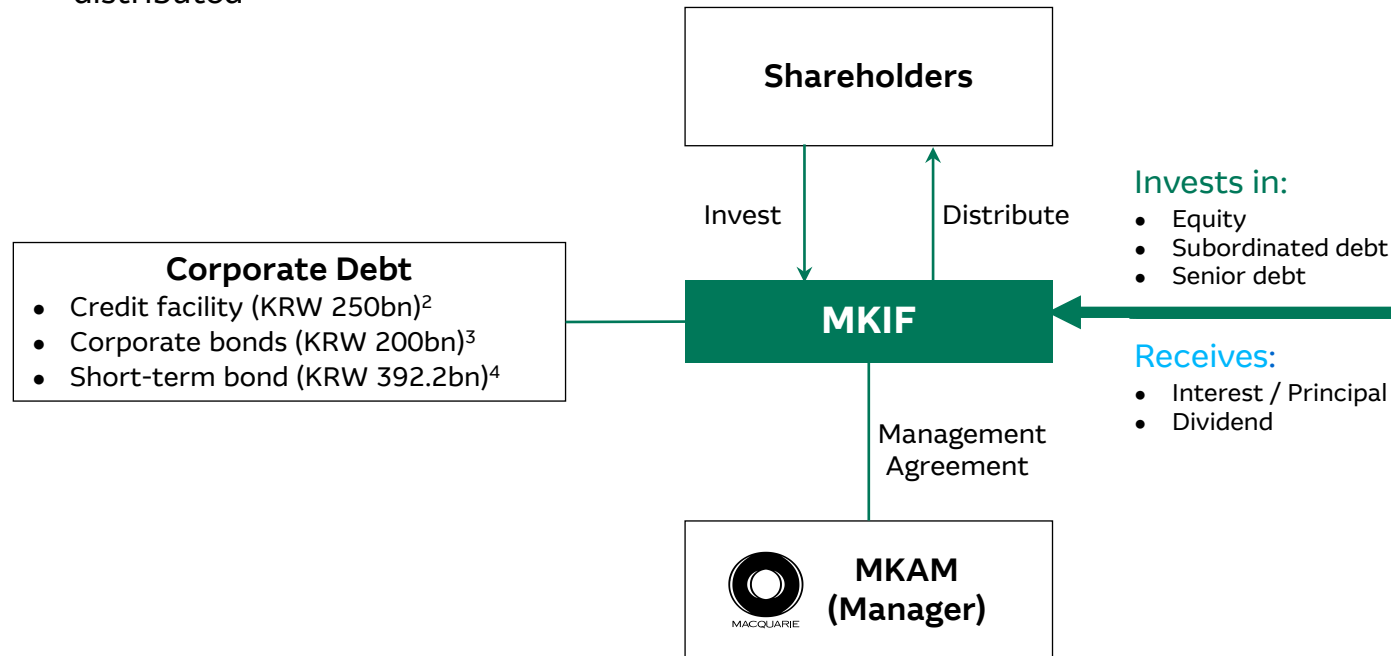 distributed
Shareholders
Invest
Distribute
Invests in:
• Equity
• Subordinated debt
• Senior debt
Corporate Debt
• Credit facility (KRW 250bn)²
• Corporate bonds (KRW 200bn)³
• Short-term bond (KRW 392.2bn)⁴
MKIF
Receives:
• Interest / Principal
• Dividend
Management
Agreement
MACQUARIE
MKAM
(Manager)